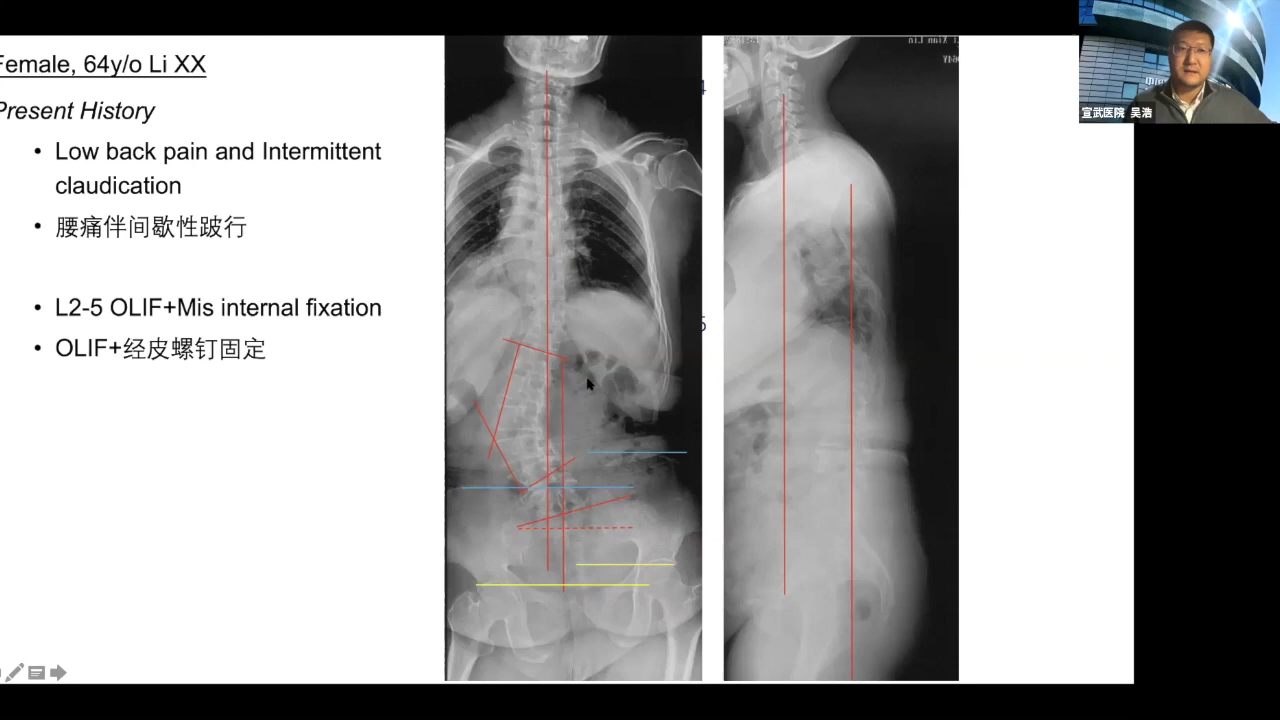 Female, 64y/o Li XX
Present History
• Low back pain and Intermittent
claudication
• 腰痛伴间歇性跛行
• L2-5 OLIF+Mis internal fixation
• OLIF+经皮螺钉固定
宣武医院 吴浩